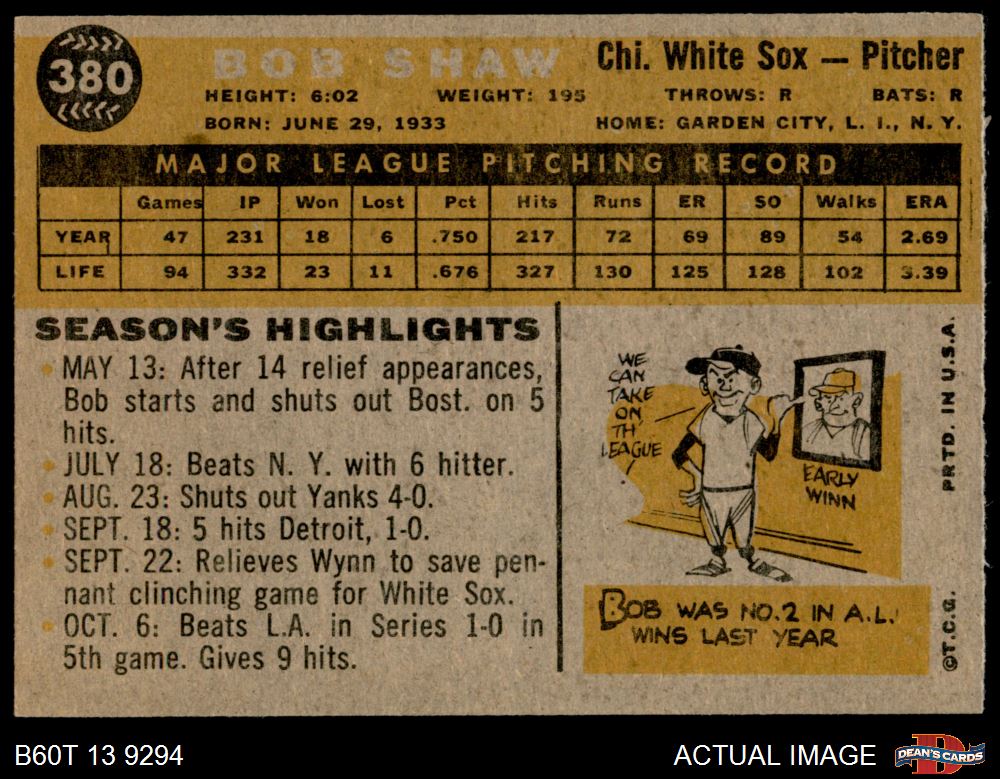 380
BOB SHAW
Chi. White Sox — Pitcher
HEIGHT: 6:02 WEIGHT: 195 THROWS: R BATS: R
BORN: JUNE 29, 1933 HOME: GARDEN CITY, L. I., N. Y.
MAJOR LEAGUE PITCHING RECORD
Games IP Won Lost Pct Hits Runs ER SO Walks ERA
YEAR 47 231 18 6 .750 217 72 69 89 54 2.69
LIFE 94 332 23 11 .676 327 130 125 128 102 3.39
SEASON'S HIGHLIGHTS
MAY 13: After 14 relief appearances,
Bob starts and shuts out Bost. on 5
hits.
JULY 18: Beats N. Y. with 6 hitter.
AUG. 23: Shuts out Yanks 4-0.
SEPT. 18: 5 hits Detroit, 1-0.
SEPT. 22: Relieves Wynn to save pen-
nant clinching game for White Sox.
OCT. 6: Beats L.A. in Series 1-0 in
5th game. Gives 9 hits.
WE
CAN
TAKE
ON
TH'
LEAGUE
EARLY
WINN
BOB WAS NO.2 IN A.L.
WINS LAST YEAR
PRTD. IN U.S.A.
©T.C.G.
B60T 13 9294
ACTUAL IMAGE
DEAN'S CARDS